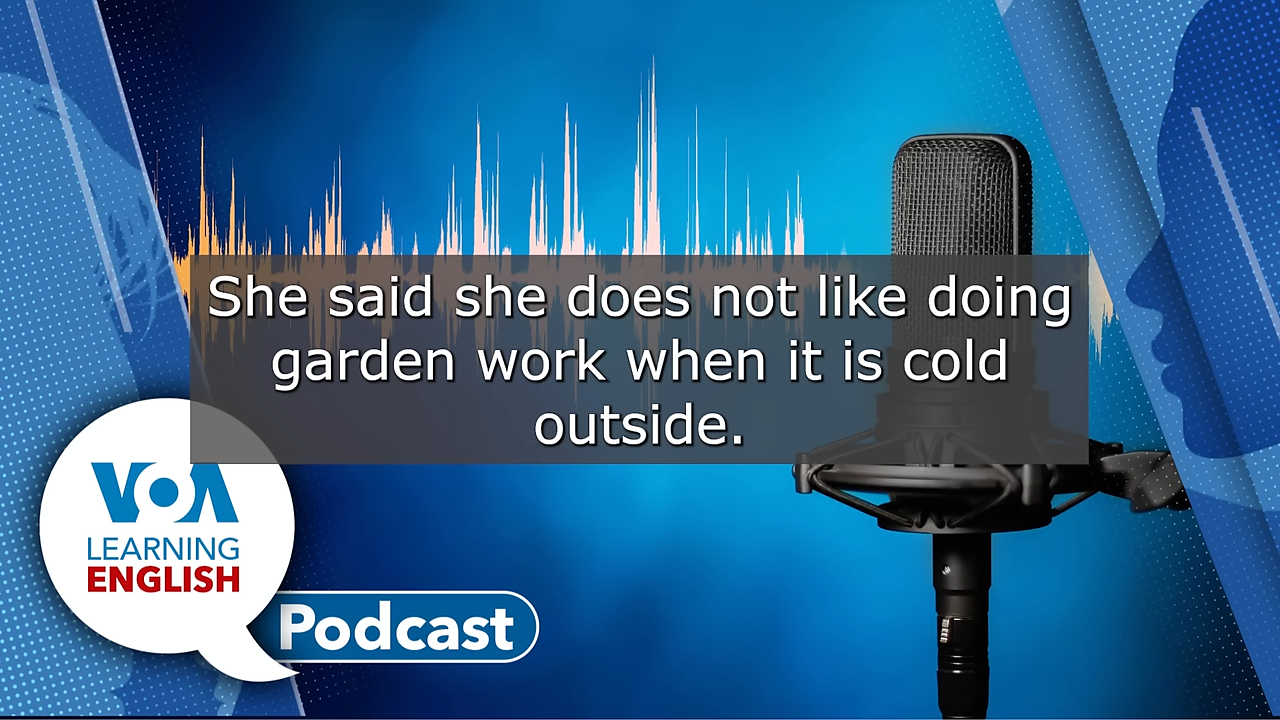 She said she does not like doing
garden work when it is cold
outside.
VOA
LEARNING
ENGLISH
Podcast